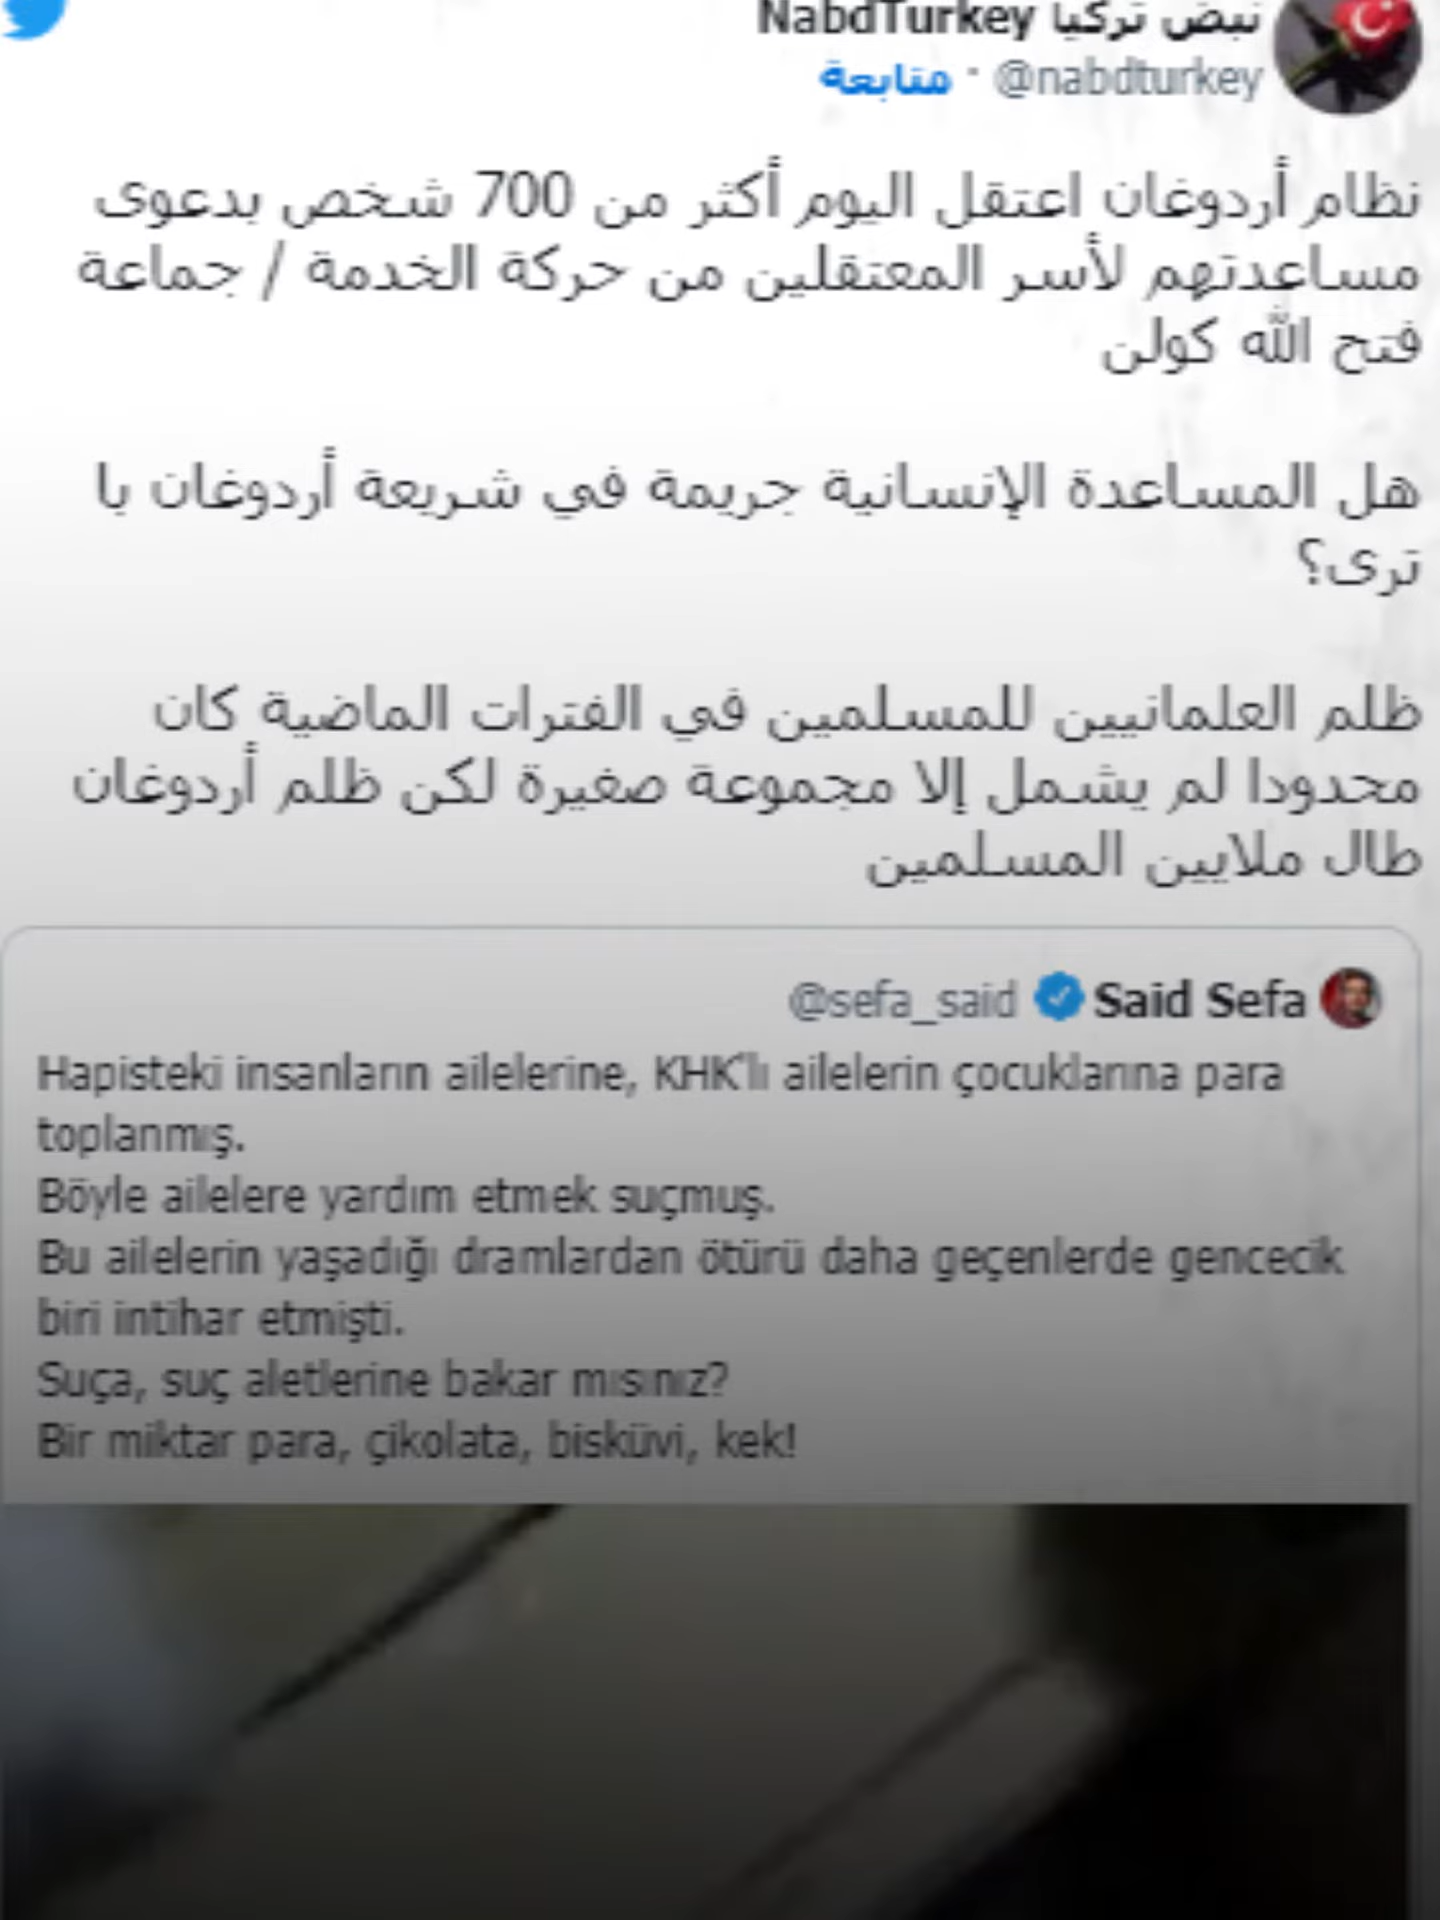 نبض تركيا NabdTurkey
@nabdturkey · متابعة
نظام أردوغان اعتقل اليوم أكثر من 700 شخص بدعوى
مساعدتهم لأسر المعتقلين من حركة الخدمة / جماعة
فتح الله كولن
هل المساعدة الإنسانية جريمة في شريعة أردوغان با
ترى؟
ظلم العلمانيين للمسلمين في الفترات الماضية كان
محدودا لم يشمل إلا مجموعة صغيرة لكن ظلم أردوغان
طال ملايين المسلمين
Said Sefa @sefa_said
Hapisteki insanların ailelerine, KHK'lı ailelerin çocuklarına para
toplanmış.
Böyle ailelere yardım etmek suçmuş.
Bu ailelerin yaşadığı dramlardan ötürü daha geçenlerde gencecik
biri intihar etmişti.
Suça, suç aletlerine bakar mısınız?
Bir miktar para, çikolata, bisküvi, kek!